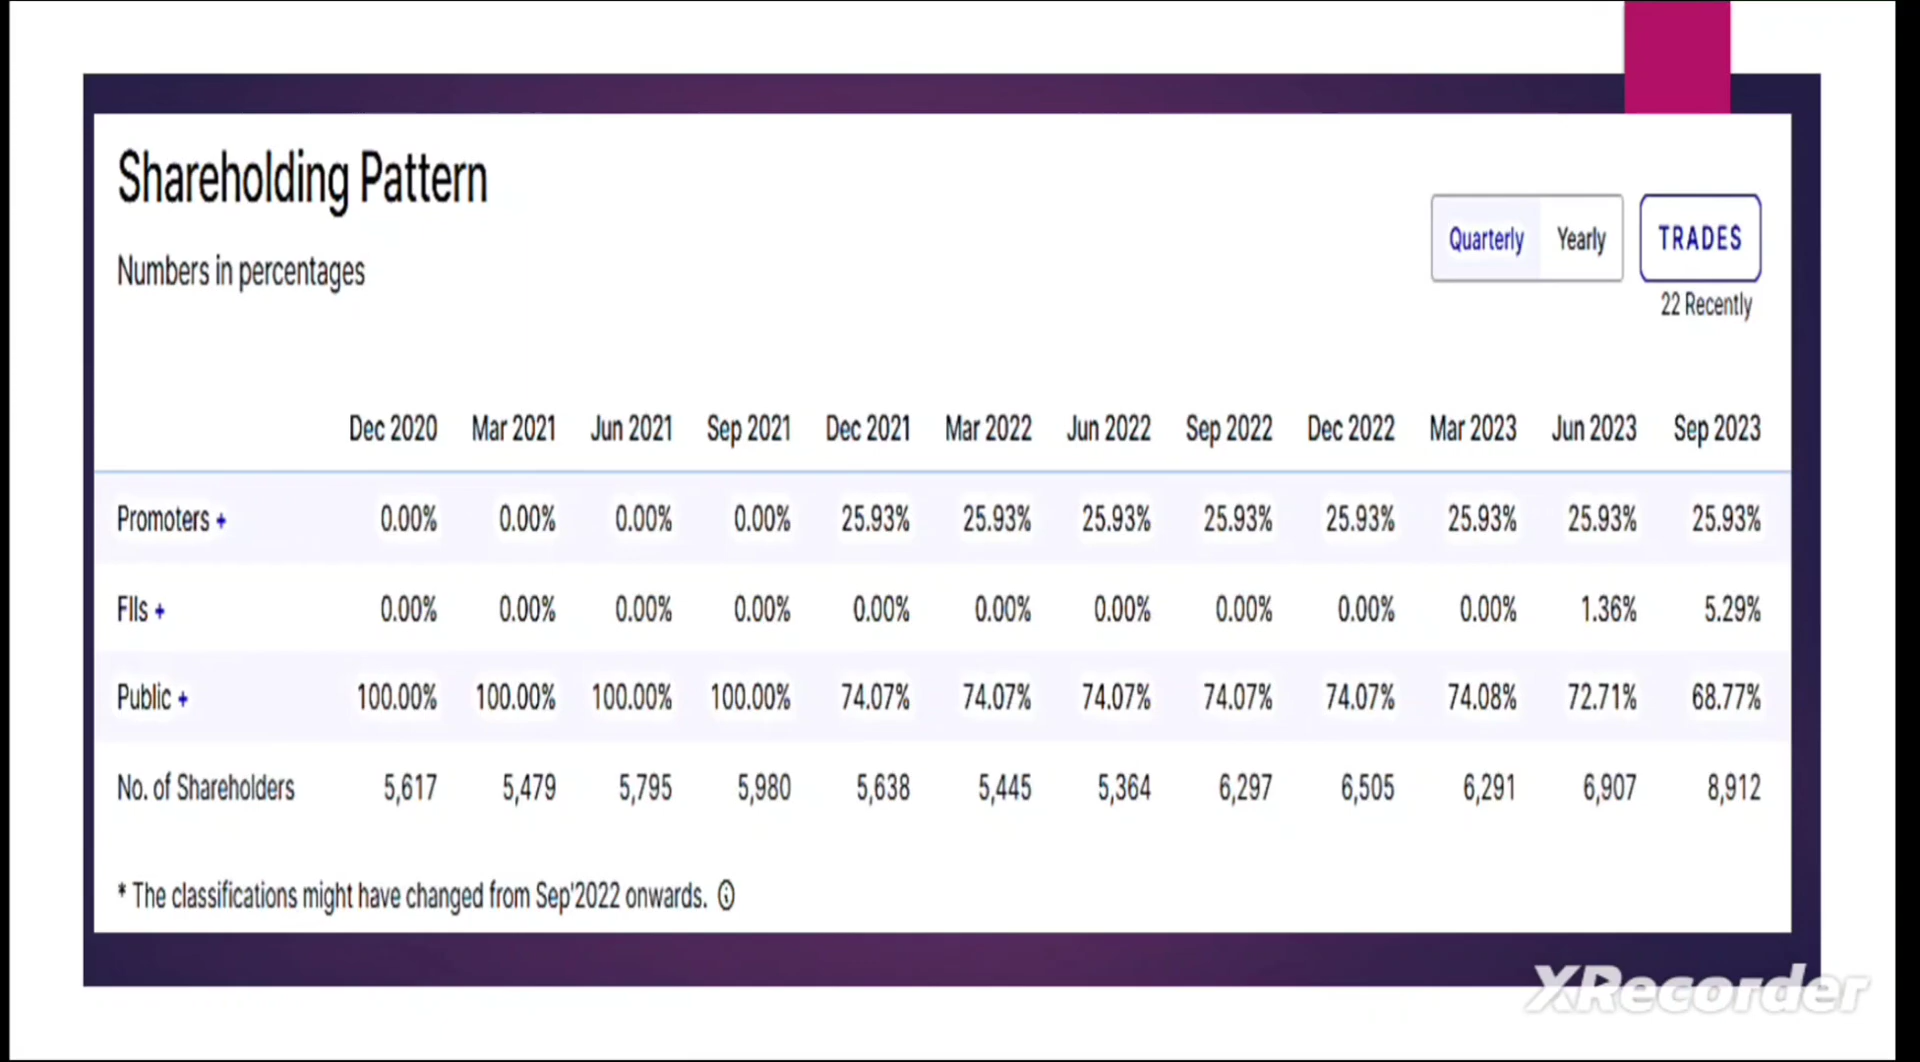 Shareholding Pattern
Numbers in percentages
Quarterly Yearly TRADES
22 Recently
Dec 2020 Mar 2021 Jun 2021 Sep 2021 Dec 2021 Mar 2022 Jun 2022 Sep 2022 Dec 2022 Mar 2023 Jun 2023 Sep 2023
Promoters + 0.00% 0.00% 0.00% 0.00% 25.93% 25.93% 25.93% 25.93% 25.93% 25.93% 25.93% 25.93%
FIIs + 0.00% 0.00% 0.00% 0.00% 0.00% 0.00% 0.00% 0.00% 0.00% 0.00% 1.36% 5.29%
Public + 100.00% 100.00% 100.00% 100.00% 74.07% 74.07% 74.07% 74.07% 74.07% 74.08% 72.71% 68.77%
No. of Shareholders 5,617 5,479 5,795 5,980 5,638 5,445 5,364 6,297 6,505 6,291 6,907 8,912
* The classifications might have changed from Sep'2022 onwards.
XRecorder